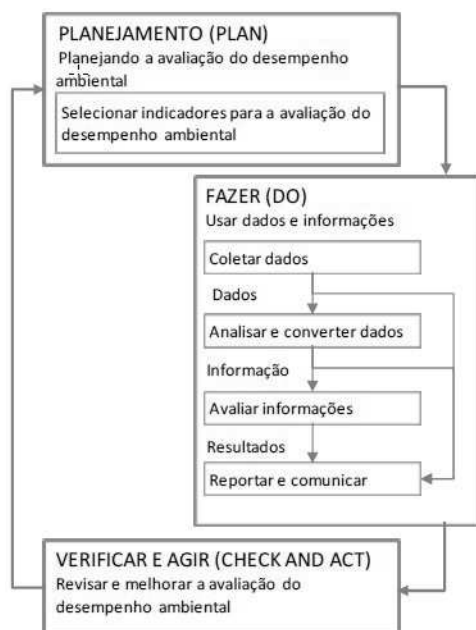 PLANEJAMENTO (PLAN)
Planejando a avaliação do desempenho
ambiental
Selecionar indicadores para a avaliação do
desempenho ambiental
FAZER (DO)
Usar dados e informações
Coletar dados
Dados
Analisar e converter dados
Informação
Avaliar informações
Resultados
Reportar e comunicar
VERIFICAR E AGIR (CHECK AND ACT)
Revisar e melhorar a avaliação do
desempenho ambiental